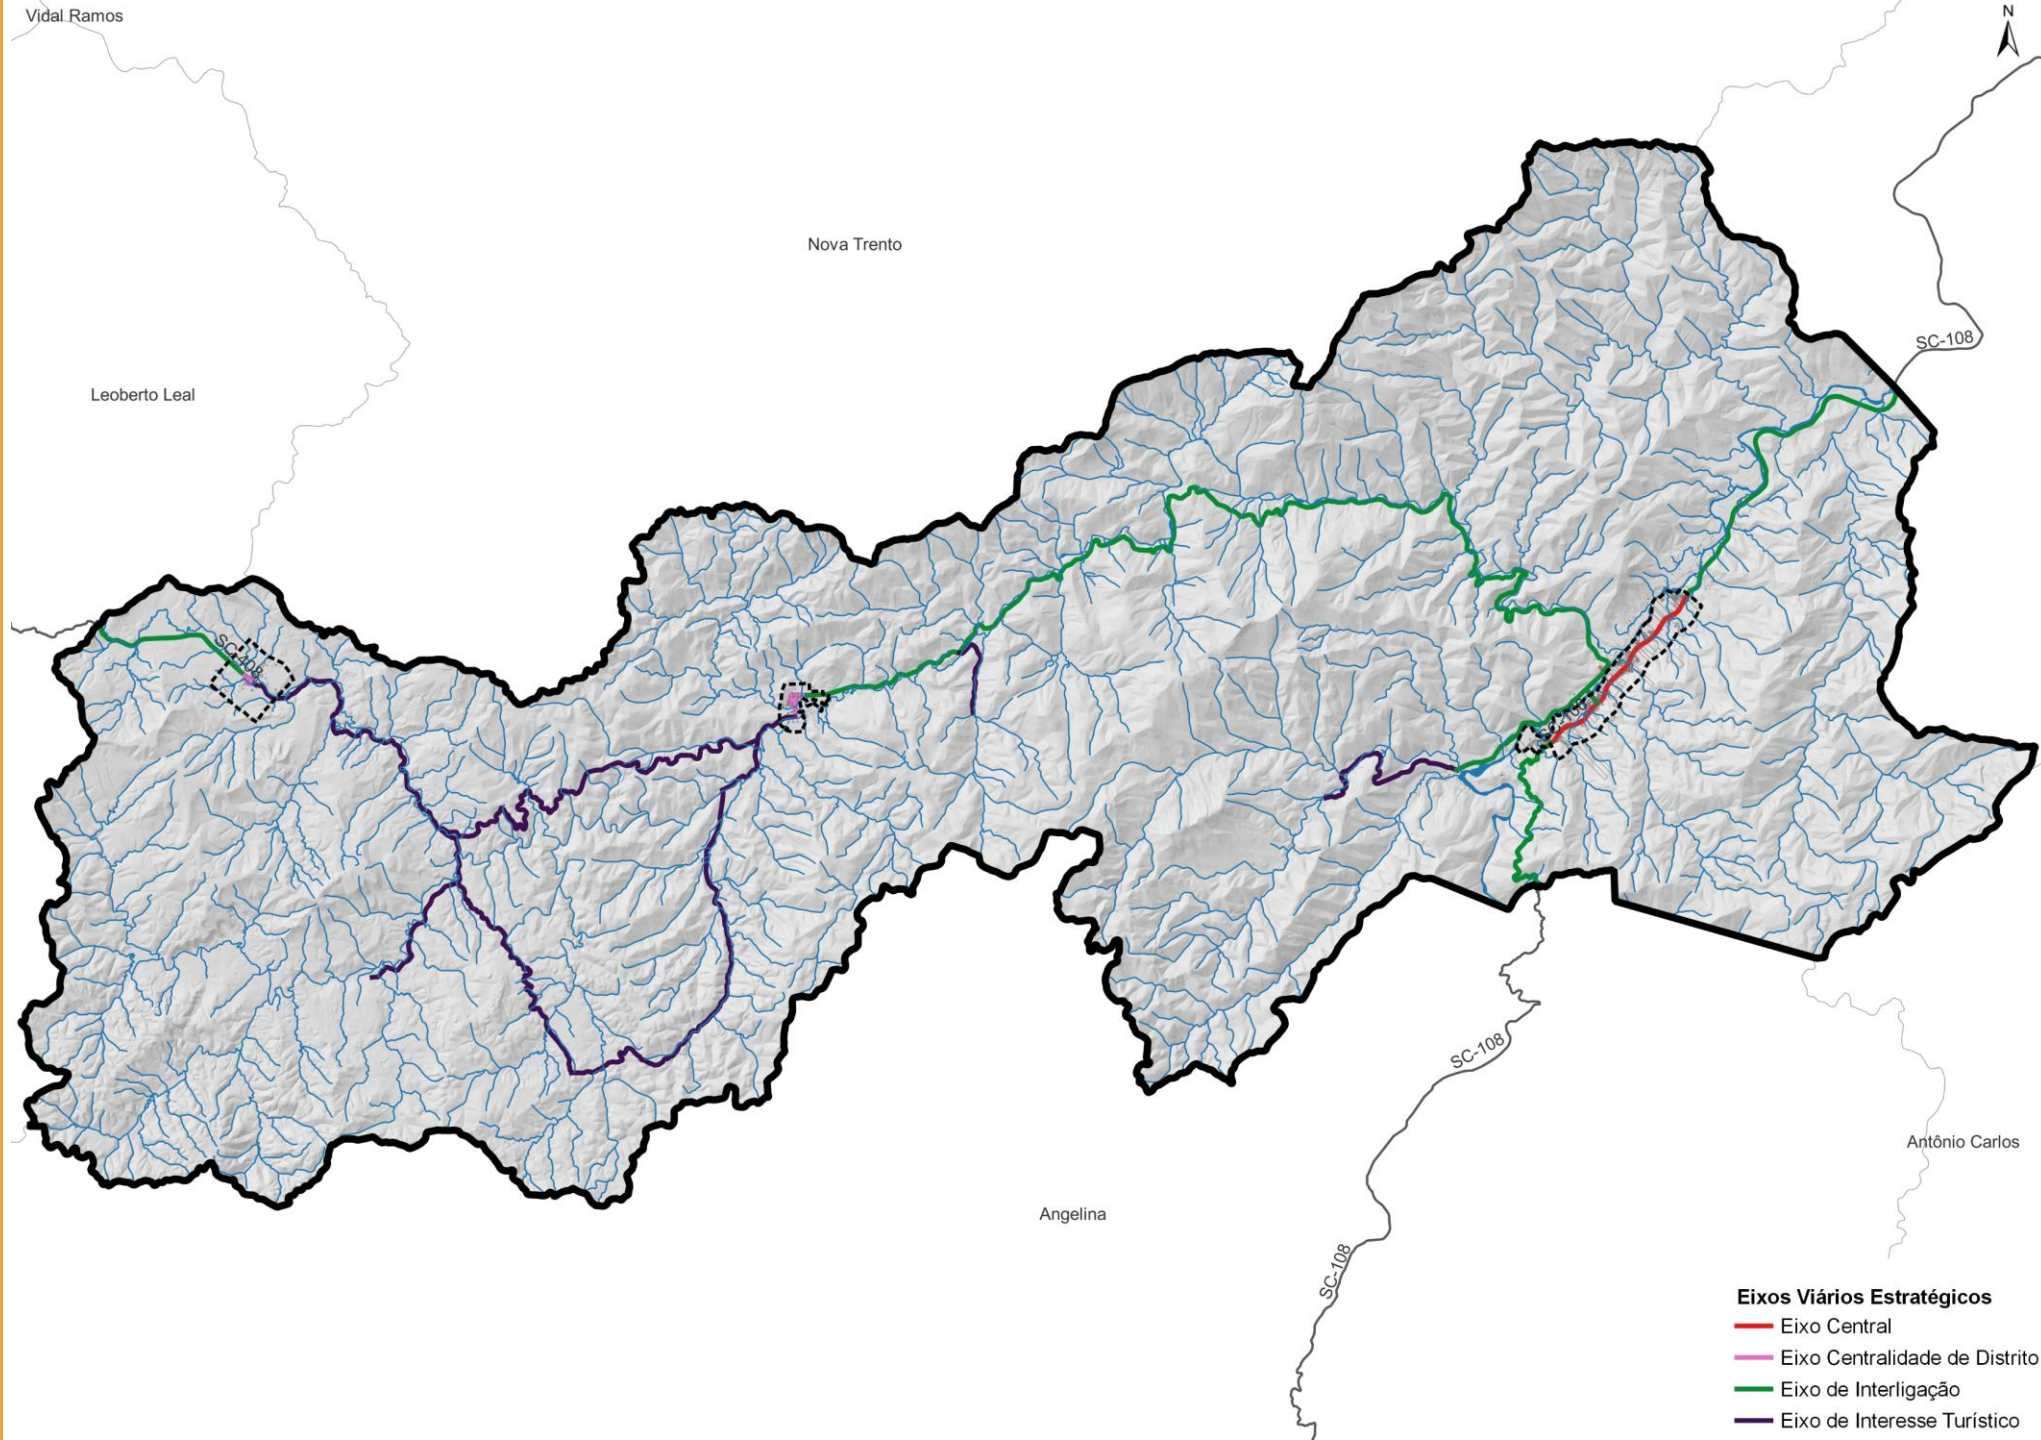 Vidal Ramos
N
Nova Trento
SC-108
Leoberto Leal
SC-408
SC-108
Antônio Carlos
Angelina
SC-108
Eixos Viários Estratégicos
Eixo Central
Eixo Centralidade de Distrito
Eixo de Interligação
Eixo de Interesse Turístico